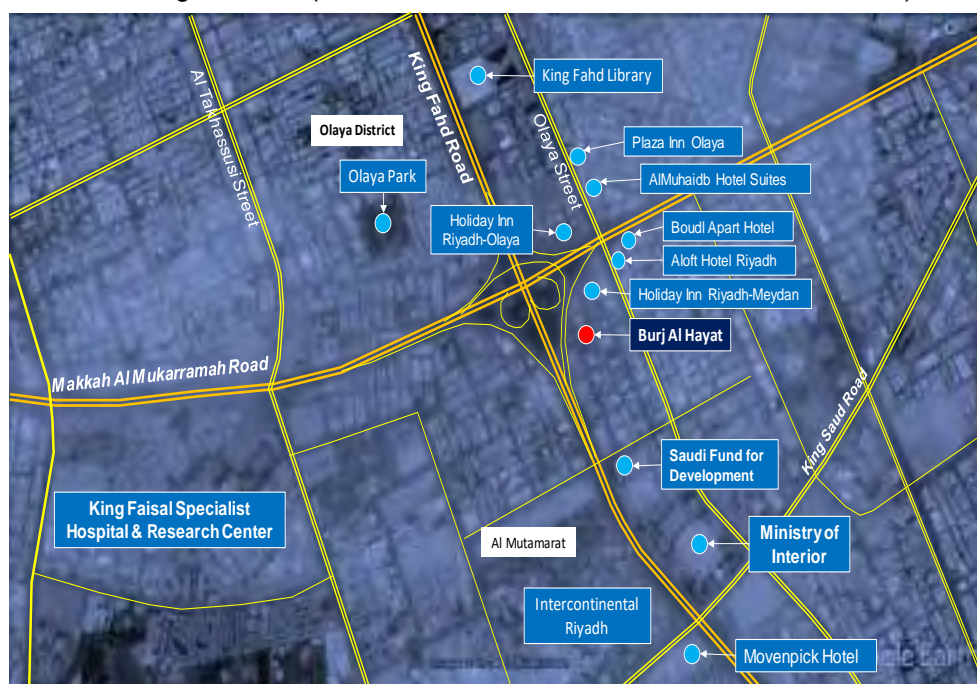 King Fahd Library
King Fahd Road
Al Takhassusi Street
Olaya District
Olaya Street
Plaza Inn Olaya
Olaya Park
AlMuhaidb Hotel Suites
Holiday Inn
Riyadh-Olaya
Boudl Apart Hotel
Aloft Hotel Riyadh
Holiday Inn Riyadh-Meydan
Burj Al Hayat
Makkah Al Mukarramah Road
King Saud Road
Saudi Fund for
Development
King Faisal Specialist
Hospital & Research Center
Al Mutamarat
Ministry of
Interior
Intercontinental
Riyadh
Movenpick Hotel